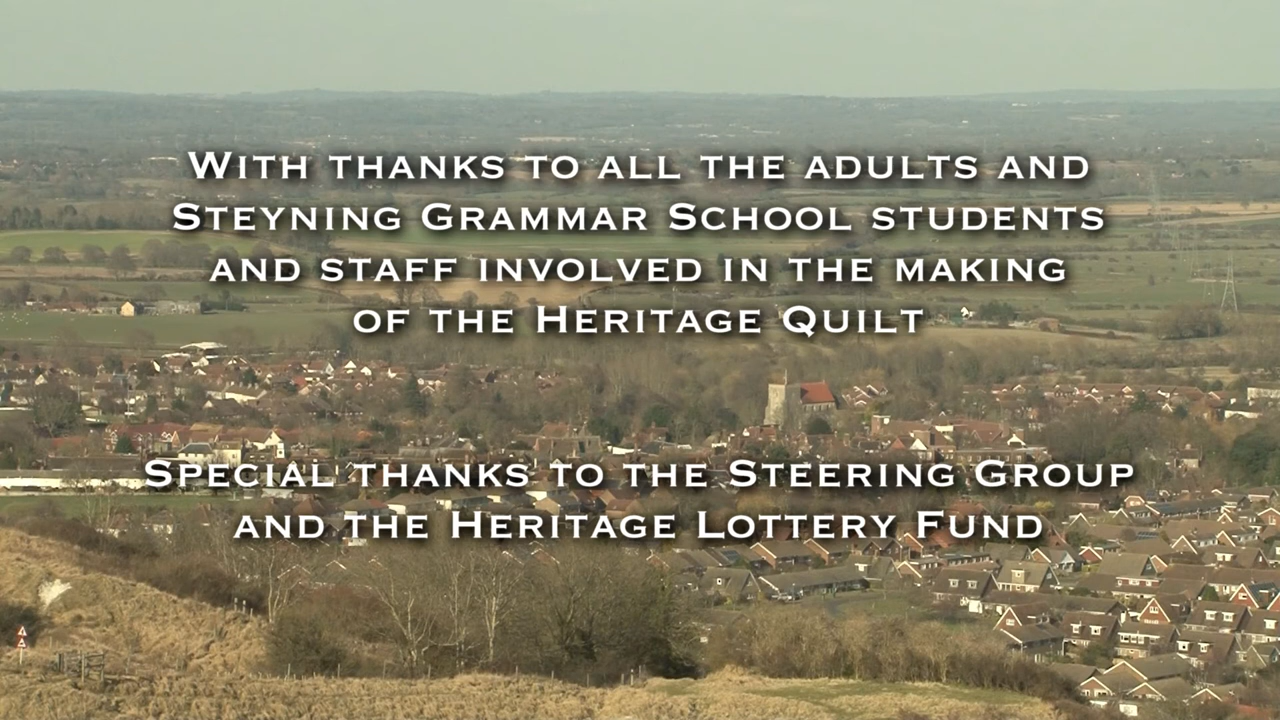 With thanks to all the adults and
Steyning Grammar School students
and staff involved in the making
of the Heritage Quilt
Special thanks to the Steering Group
and the Heritage Lottery Fund